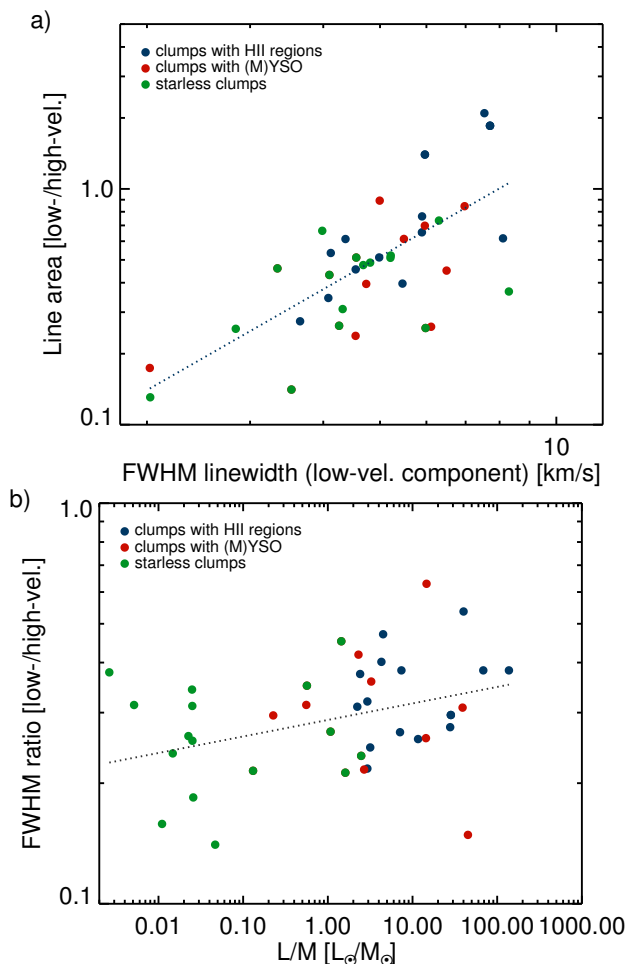 a)
clumps with HII regions
clumps with (M)YSO
starless clumps
Line area [low-/high-vel.]
1.0
0.1
10
FWHM linewidth (low-vel. component) [km/s]
b)
1.0
clumps with HII regions
clumps with (M)YSO
starless clumps
FWHM ratio [low-/high-vel.]
0.1
0.01 0.10 1.00 10.00 100.00 1000.00
L/M [L☉/M☉]